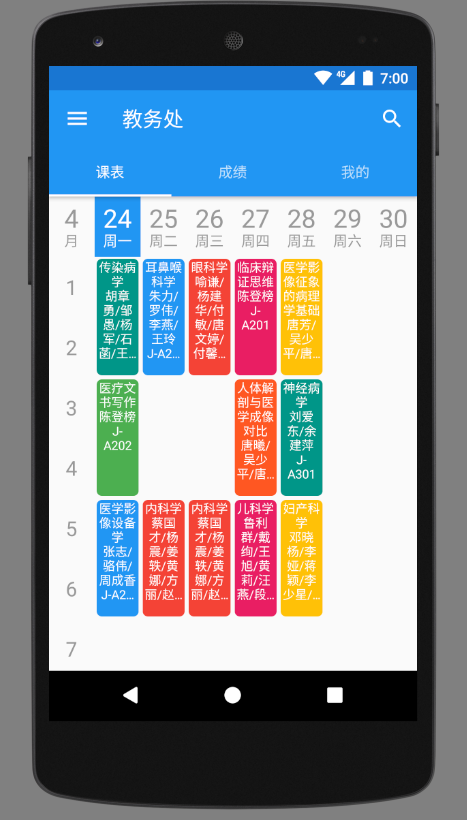 4G 7:00
教务处
课表 成绩 我的
4 24 25 26 27 28 29 30
月 周一 周二 周三 周四 周五 周六 周日
1
2
3
4
5
6
7
传染病
学
胡章
勇/邹
愚/杨
军/石
菡/王…
耳鼻喉
科学
朱力/
罗伟/
李燕/
王玲
J-A2…
眼科学
喻谦/
杨建
华/付
敏/唐
文婷/
付馨…
临床辩
证思维
陈登榜
J-
A201
医学影
像征象
的病理
学基础
唐芳/
吴少
平/唐…
医疗文
书写作
陈登榜
J-
A202
人体解
剖与医
学成像
对比
唐曦/
吴少
平/唐…
神经病
学
刘爱
东/余
建萍
J-
A301
医学影
像设备
学
张志/
骆伟/
周成香
J-A2…
内科学
蔡国
才/杨
震/姜
轶/黄
娜/方
丽/赵…
内科学
蔡国
才/杨
震/姜
轶/黄
娜/方
丽/赵…
儿科学
鲁利
群/戴
绚/王
旭/黄
莉/汪
燕/段…
妇产科
学
邓晓
杨/李
娅/蒋
颖/李
少星/…